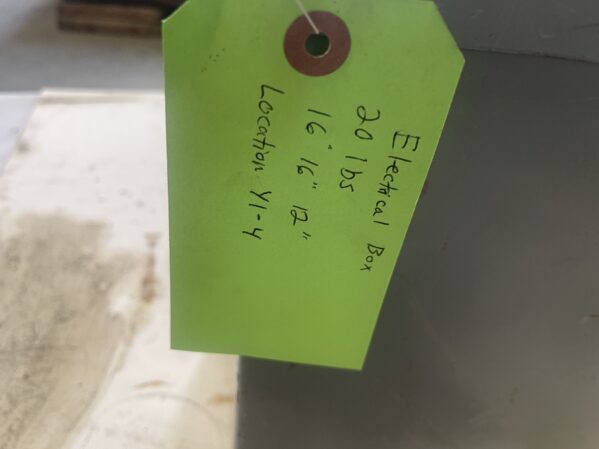 Electrical Box
20 lbs
16" 16" 12"
Location Y1-4